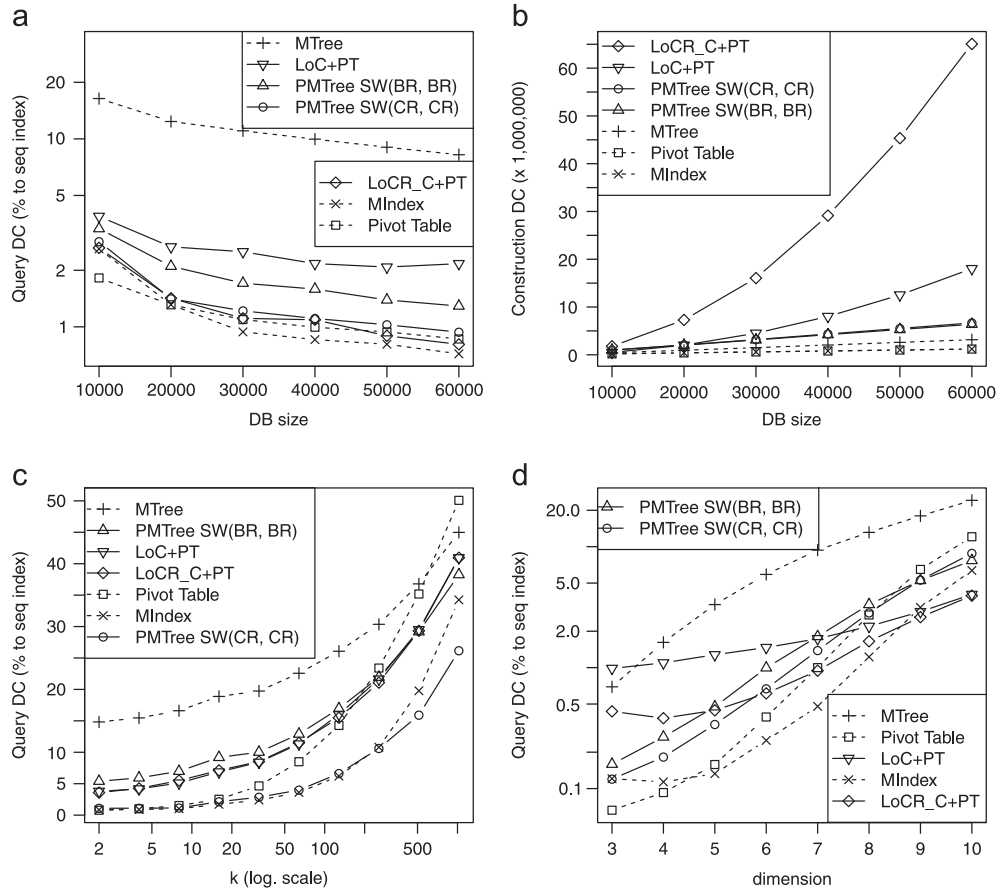 a
Query DC (% to seq index)
20
10
5
2
1
MTree
LoC+PT
PMTree SW(BR, BR)
PMTree SW(CR, CR)
LoCR_C+PT
MIndex
Pivot Table
10000 20000 30000 40000 50000 60000
DB size
b
Construction DC (x 1,000,000)
60
50
40
30
20
10
0
LoCR_C+PT
LoC+PT
PMTree SW(CR, CR)
PMTree SW(BR, BR)
MTree
Pivot Table
MIndex
10000 20000 30000 40000 50000 60000
DB size
c
Query DC (% to seq index)
50
40
30
20
10
5
0
MTree
PMTree SW(BR, BR)
LoC+PT
LoCR_C+PT
Pivot Table
MIndex
PMTree SW(CR, CR)
2 5 10 20 50 100 500
k (log. scale)
d
Query DC (% to seq index)
20.0
5.0
2.0
0.5
0.1
PMTree SW(BR, BR)
PMTree SW(CR, CR)
MTree
Pivot Table
LoC+PT
MIndex
LoCR_C+PT
3 4 5 6 7 8 9 10
dimension